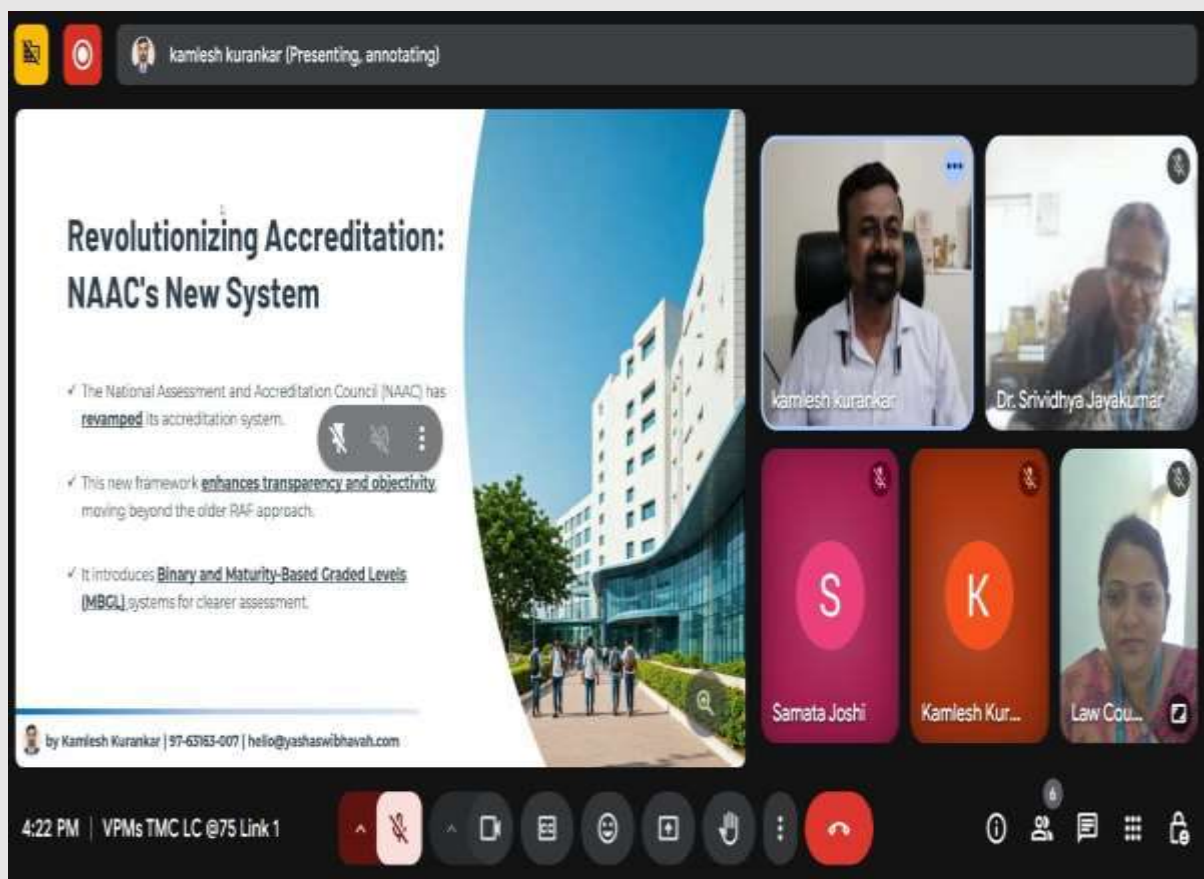 kamlesh kurankar (Presenting, annotating)
Revolutionizing Accreditation:
NAAC's New System
✓ The National Assessment and Accreditation Council (NAAC) has
revamped its accreditation system.
✓ This new framework enhances transparency and objectivity,
moving beyond the older RAF approach.
✓ It introduces Binary and Maturity-Based Graded Levels
(MBGL) systems for clearer assessment.
by Kamlesh Kurankar | 97-63163-007 | hello@yashaswibhavah.com
kamlesh kurankar
Dr. Srividhya Jayakumar
S
Samata Joshi
K
Kamlesh Kur...
Law Cou...
4:22 PM | VPMs TMC LC @75 Link 1
CC
6